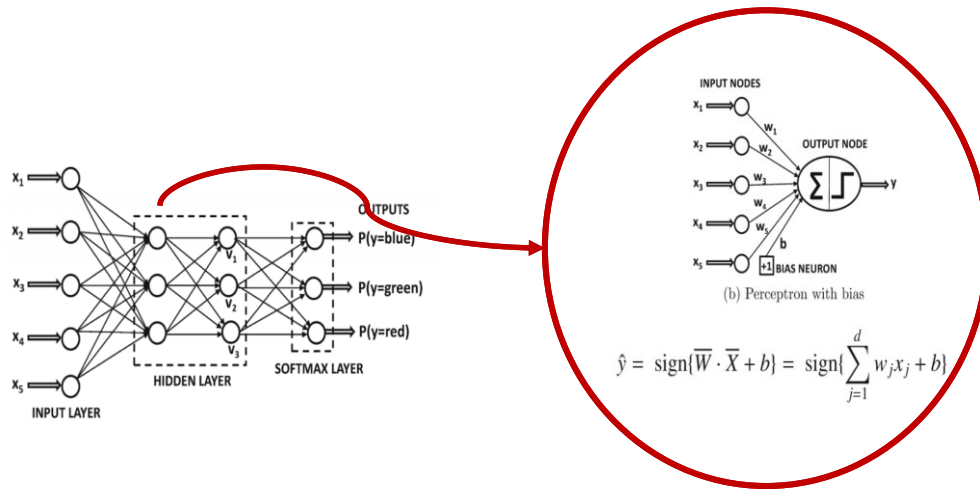 x₁
x₂
x₃
x₄
x₅
INPUT LAYER
HIDDEN LAYER
v₁
v₂
v₃
SOFTMAX LAYER
OUTPUTS
P(y=blue)
P(y=green)
P(y=red)
INPUT NODES
x₁
x₂
x₃
x₄
x₅
w₁
w₂
w₃
w₄
w₅
b
+1
BIAS NEURON
OUTPUT NODE
∑
y
(b) Perceptron with bias
ŷ = sign{W̅ · X̅ + b} = sign{∑_{j=1}^{d} w_j x_j + b}